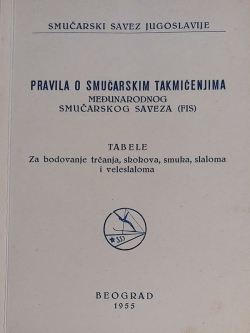 SMUČARSKI SAVEZ JUGOSLAVIJE
PRAVILA O SMUČARSKIM TAKMIČENJIMA
MEĐUNARODNOG
SMUČARSKOG SAVEZA (FIS)
TABELE
Za bodovanje trčanja, skokova, smuka, slaloma
i veleslaloma
SSJ
BEOGRAD
1955